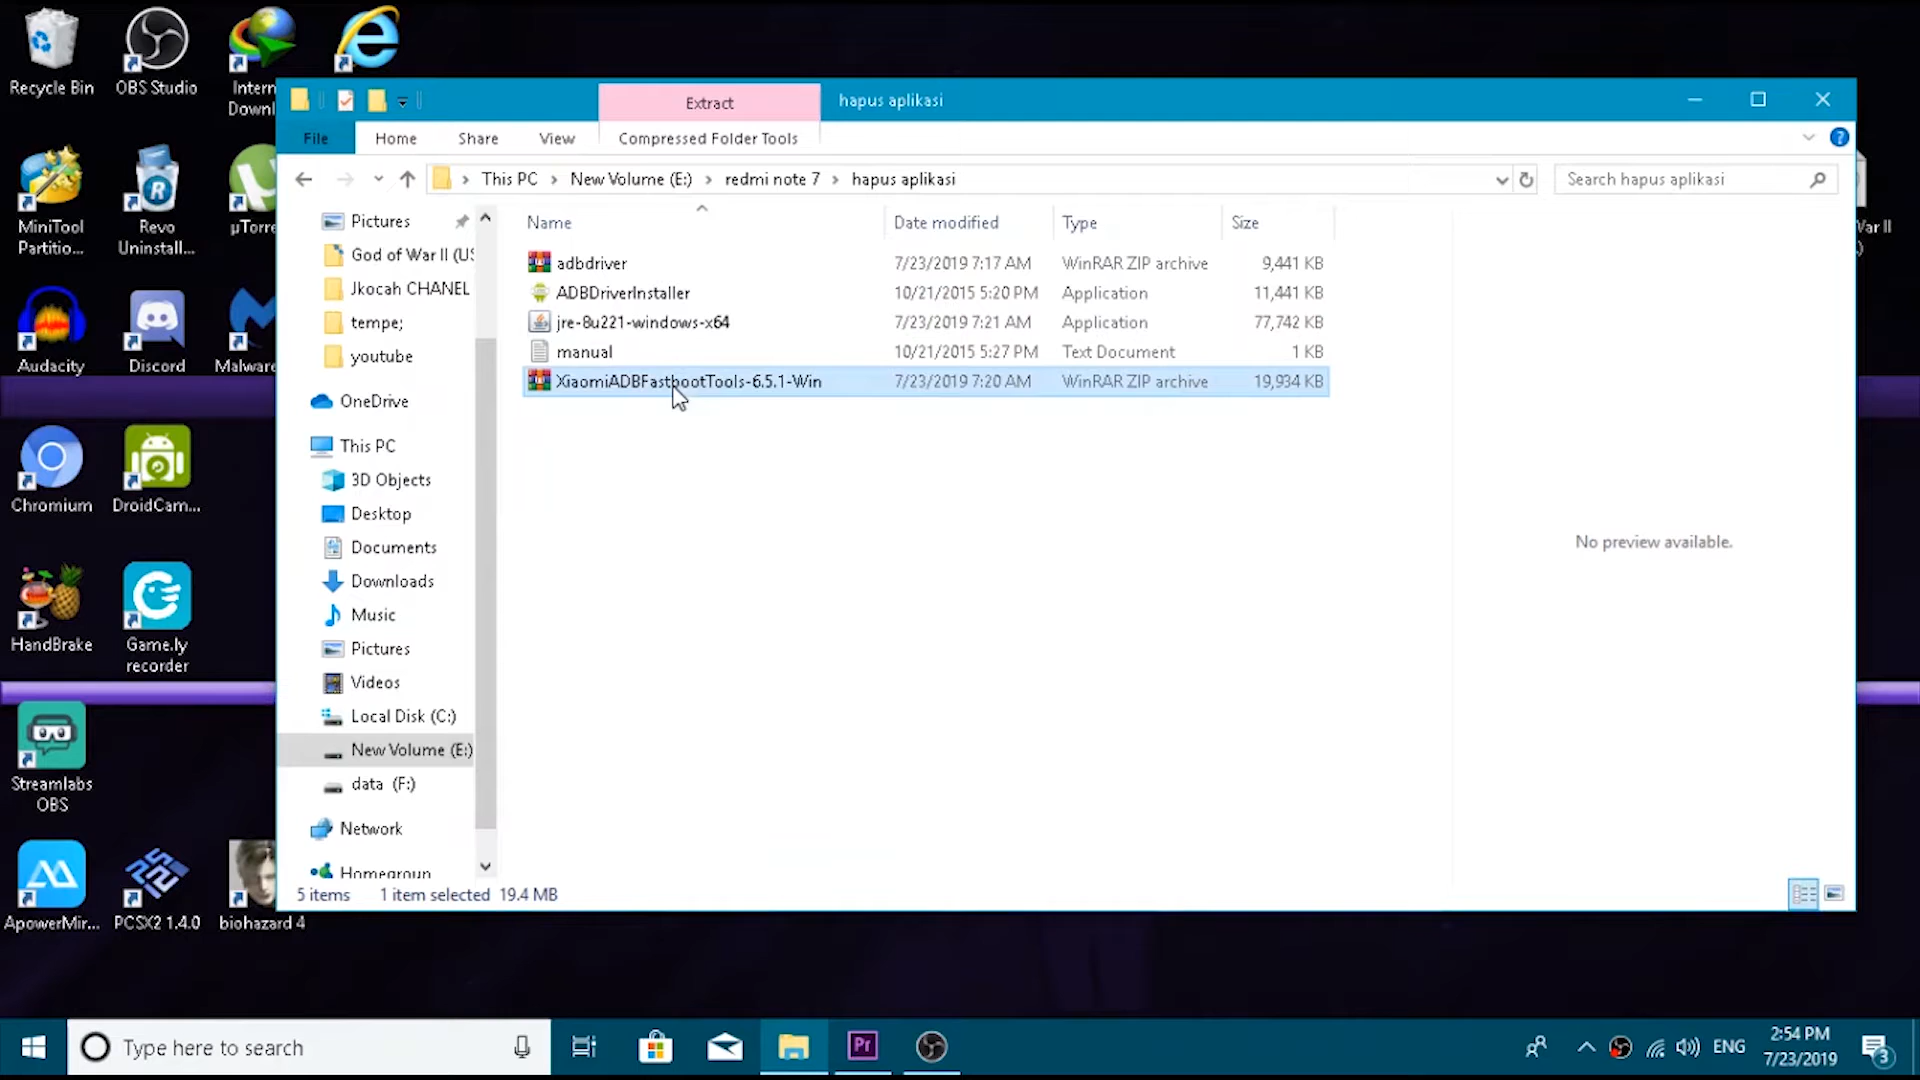 Recycle Bin
OBS Studio
Intern
Downl
MiniTool
Partitio...
Revo
Uninstall...
µTorre
Audacity
Discord
Malware
Chromium
DroidCam...
HandBrake
Game.ly
recorder
Streamlabs
OBS
ApowerMir...
PCSX2 1.4.0
biohazard 4
Var II
Extract
hapus aplikasi
File
Home
Share
View
Compressed Folder Tools
This PC
New Volume (E:)
redmi note 7
hapus aplikasi
Search hapus aplikasi
Pictures
God of War II (US
Jkocah CHANEL
tempe;
youtube
OneDrive
This PC
3D Objects
Desktop
Documents
Downloads
Music
Pictures
Videos
Local Disk (C:)
New Volume (E:)
data (F:)
Network
Homegroup
Name Date modified Type Size
adbdriver 7/23/2019 7:17 AM WinRAR ZIP archive 9,441 KB
ADBDriverInstaller 10/21/2015 5:20 PM Application 11,441 KB
jre-8u221-windows-x64 7/23/2019 7:21 AM Application 77,742 KB
manual 10/21/2015 5:27 PM Text Document 1 KB
XiaomiADBFastbootTools-6.5.1-Win 7/23/2019 7:20 AM WinRAR ZIP archive 19,934 KB
No preview available.
5 items 1 item selected 19.4 MB
Type here to search
Pr
ENG
2:54 PM
7/23/2019
3